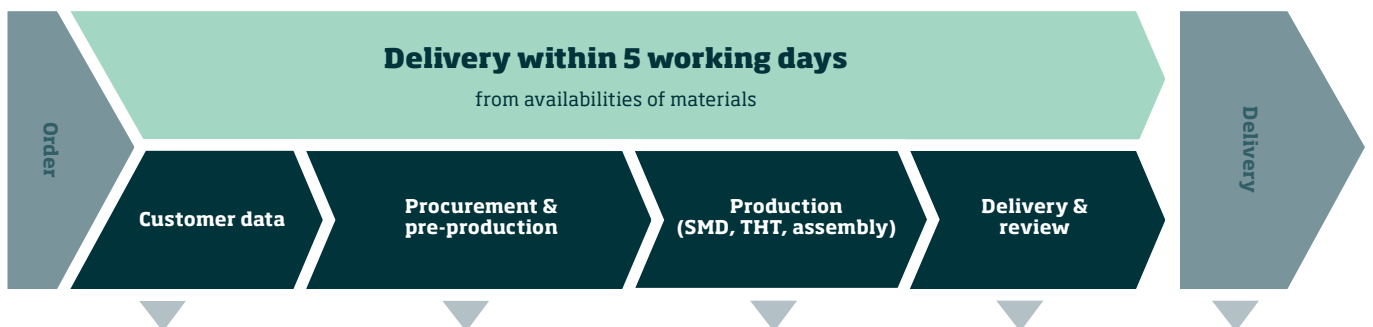 Order
Delivery within 5 working days
from availabilities of materials
Customer data
Procurement &
pre-production
Production
(SMD, THT, assembly)
Delivery &
review
Delivery